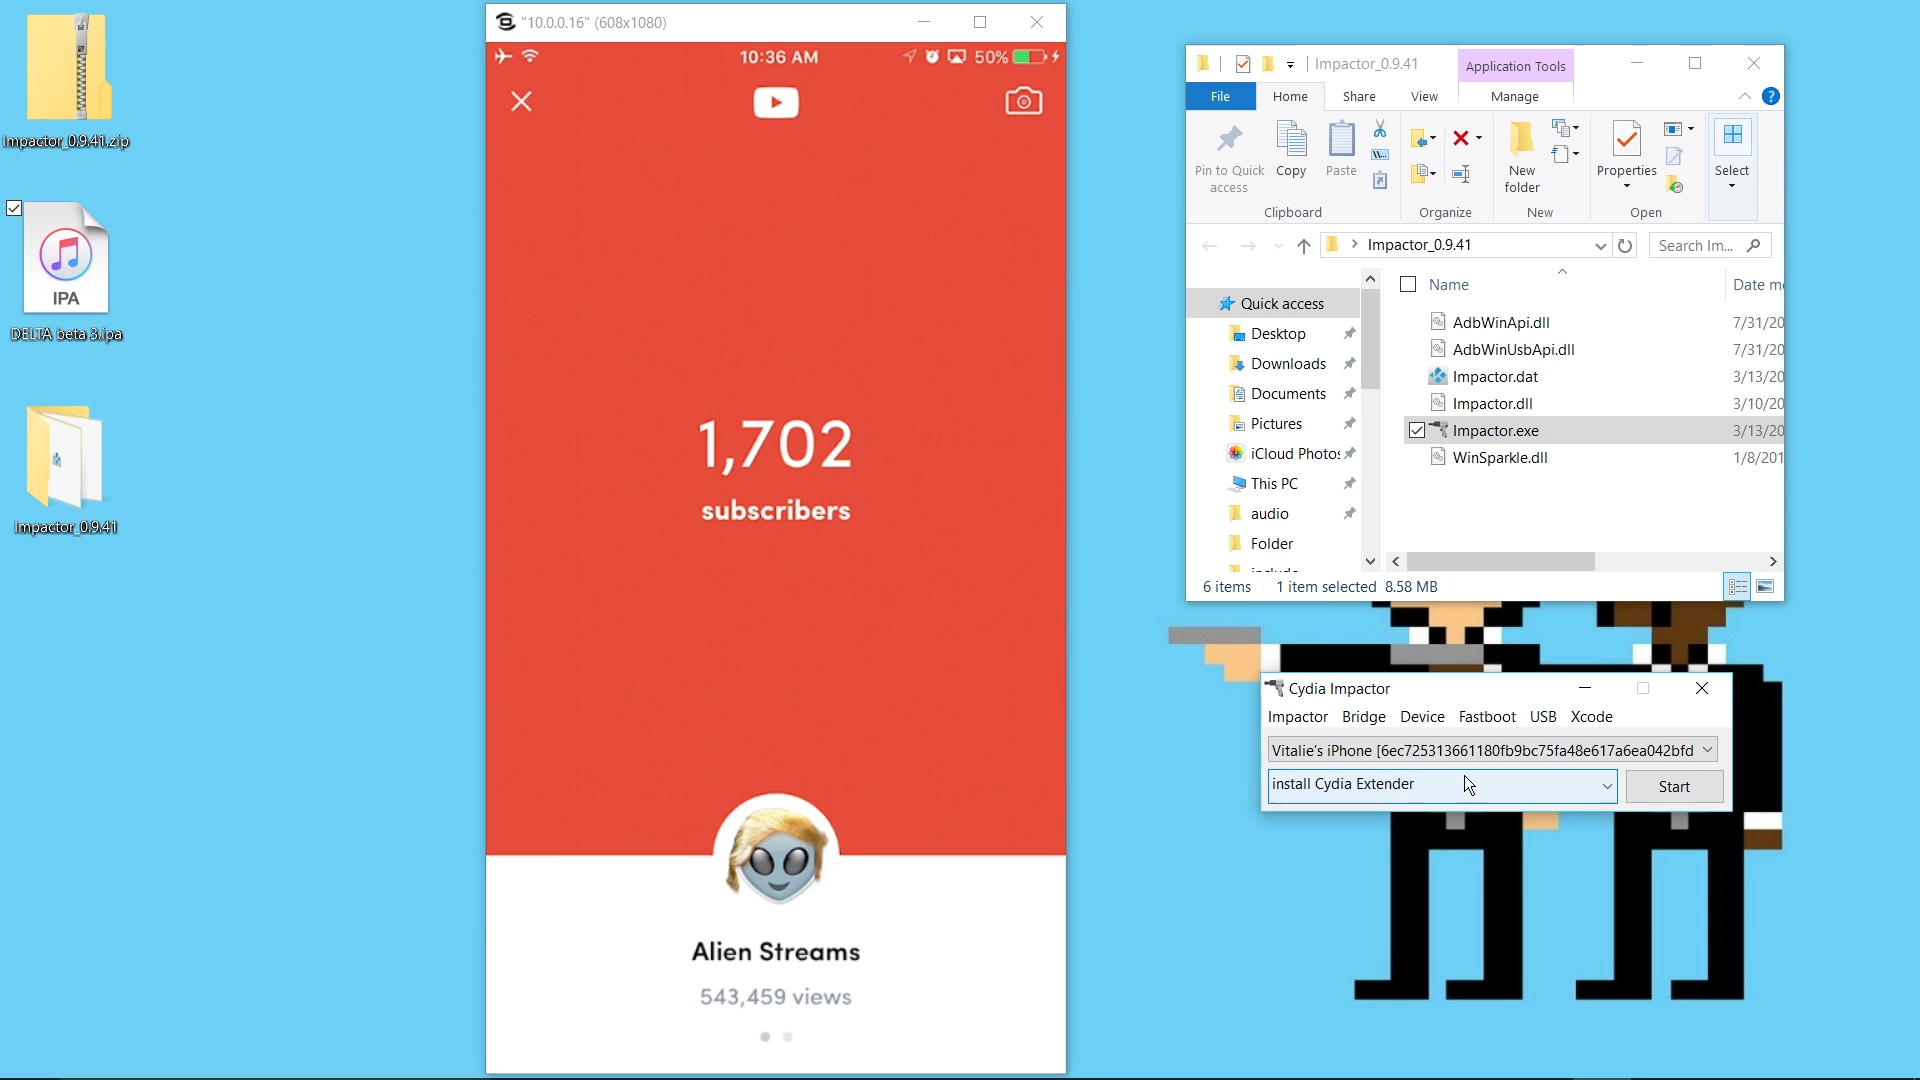 Impactor_0.9.41.zip
IPA
DELTA beta 3.ipa
Impactor_0.9.41
"10.0.0.16" (608x1080)
10:36 AM
50%
1,702
subscribers
Alien Streams
543,459 views
Impactor_0.9.41
Application Tools
File Home Share View Manage
Pin to Quick access
Copy
Paste
New folder
Properties
Select
Clipboard Organize New Open
Impactor_0.9.41
Search Im...
Name Date m
Quick access
Desktop
Downloads
Documents
Pictures
iCloud Photos
This PC
audio
Folder
AdbWinApi.dll 7/31/20
AdbWinUsbApi.dll 7/31/20
Impactor.dat 3/13/20
Impactor.dll 3/10/20
Impactor.exe 3/13/20
WinSparkle.dll 1/8/201
6 items 1 item selected 8.58 MB
Cydia Impactor
Impactor Bridge Device Fastboot USB Xcode
Vitalie's iPhone [6ec725313661180fb9bc75fa48e617a6ea042bfd
install Cydia Extender
Start